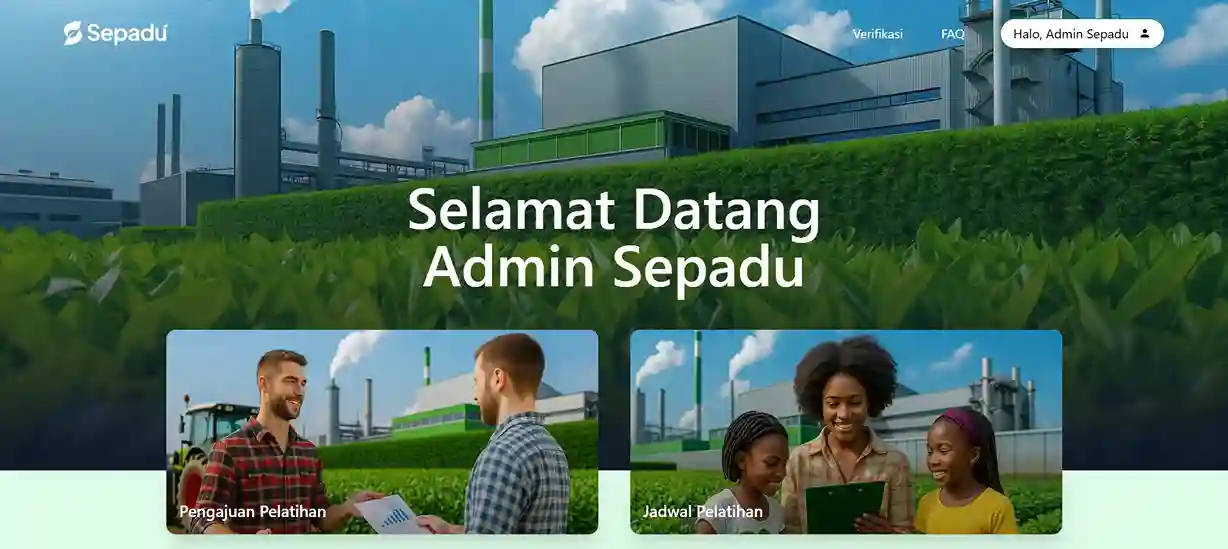 Sepadu
Verifikasi
FAQ
Halo, Admin Sepadu
Selamat Datang
Admin Sepadu
Pengajuan Pelatihan
Jadwal Pelatihan